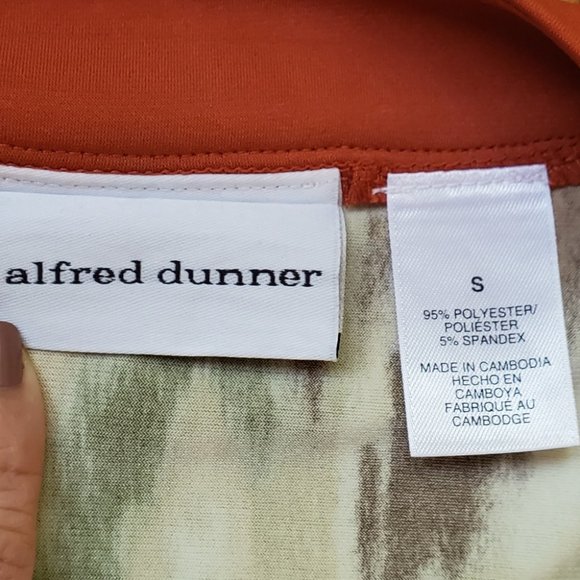 alfred dunner
S
95% POLYESTER/
POLIÉSTER
5% SPANDEX
MADE IN CAMBODIA
HECHO EN
CAMBOYA
FABRIQUÉ AU
CAMBODGE